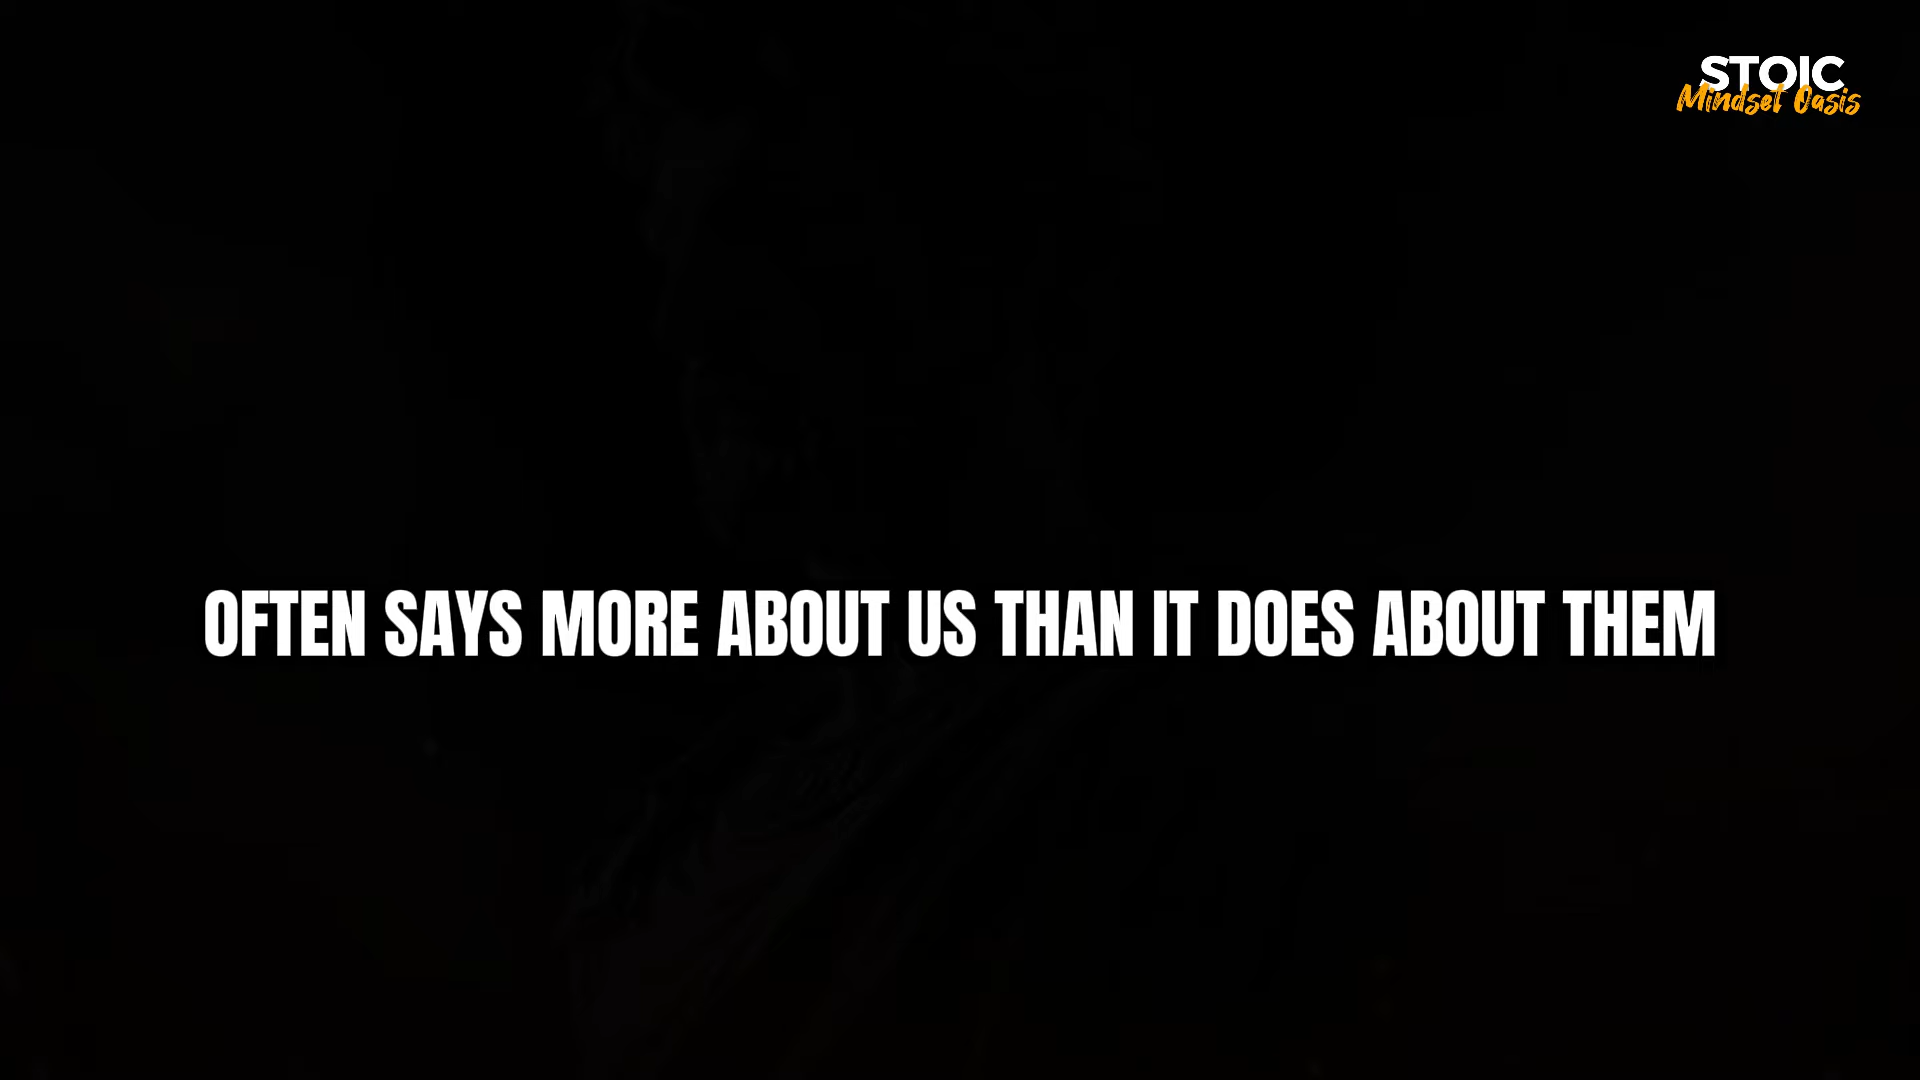 STOIC
Mindset Oasis
OFTEN SAYS MORE ABOUT US THAN IT DOES ABOUT THEM